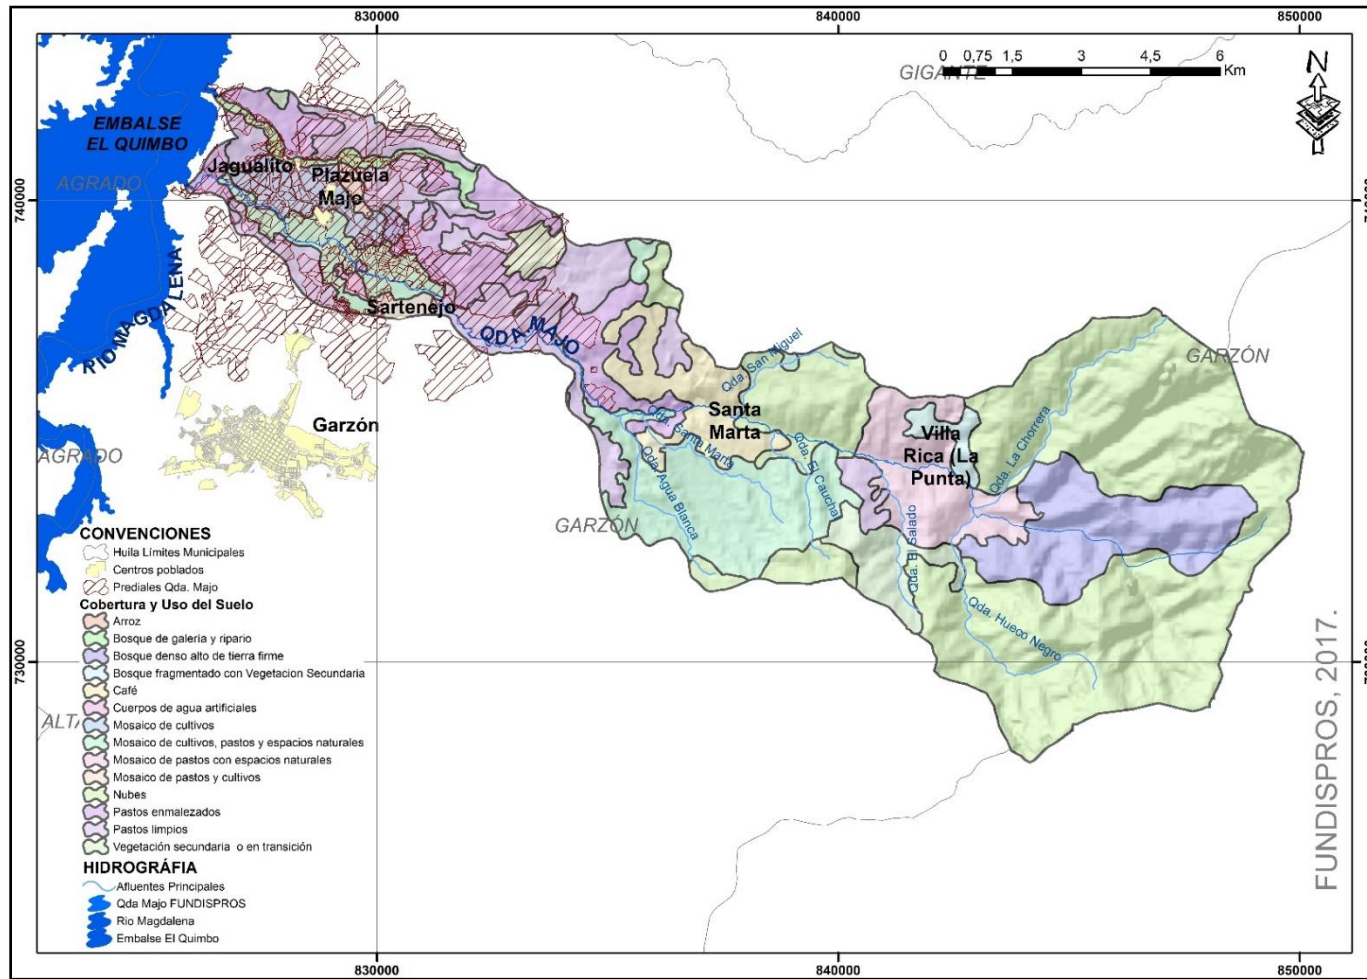 830000
840000
850000
0 0,75 1,5 3 4,5 6
Km
GIGANTE
N
EMBALSE
EL QUIMBO
AGRADO
Jagualito
Plazuela
Majo
740000
740000
RIO MAGDALENA
Sartenejo
QDA. MAJO
Qda. San Miguel
GARZÓN
Garzón
Santa
Marta
Villa
Rica (La
Punta)
Qda. La Chorrera
Qda. Santa Marta
Qda. El Caucha
Qda. Agua Blanca
AGRADO
GARZÓN
Qda. El Salado
Qda. Hueco Negro
730000
730000
ALTA
CONVENCIONES
Huila Límites Municipales
Centros poblados
Prediales Qda. Majo
Cobertura y Uso del Suelo
Arroz
Bosque de galería y ripario
Bosque denso alto de tierra firme
Bosque fragmentado con Vegetacion Secundaria
Café
Cuerpos de agua artificiales
Mosaico de cultivos
Mosaico de cultivos, pastos y espacios naturales
Mosaico de pastos con espacios naturales
Mosaico de pastos y cultivos
Nubes
Pastos enmalezados
Pastos limpios
Vegetación secundaria o en transición
HIDROGRÁFIA
Afluentes Principales
Qda Majo FUNDISPROS
Rio Magdalena
Embalse El Quimbo
FUNDISPROS, 2017.
830000
840000
850000